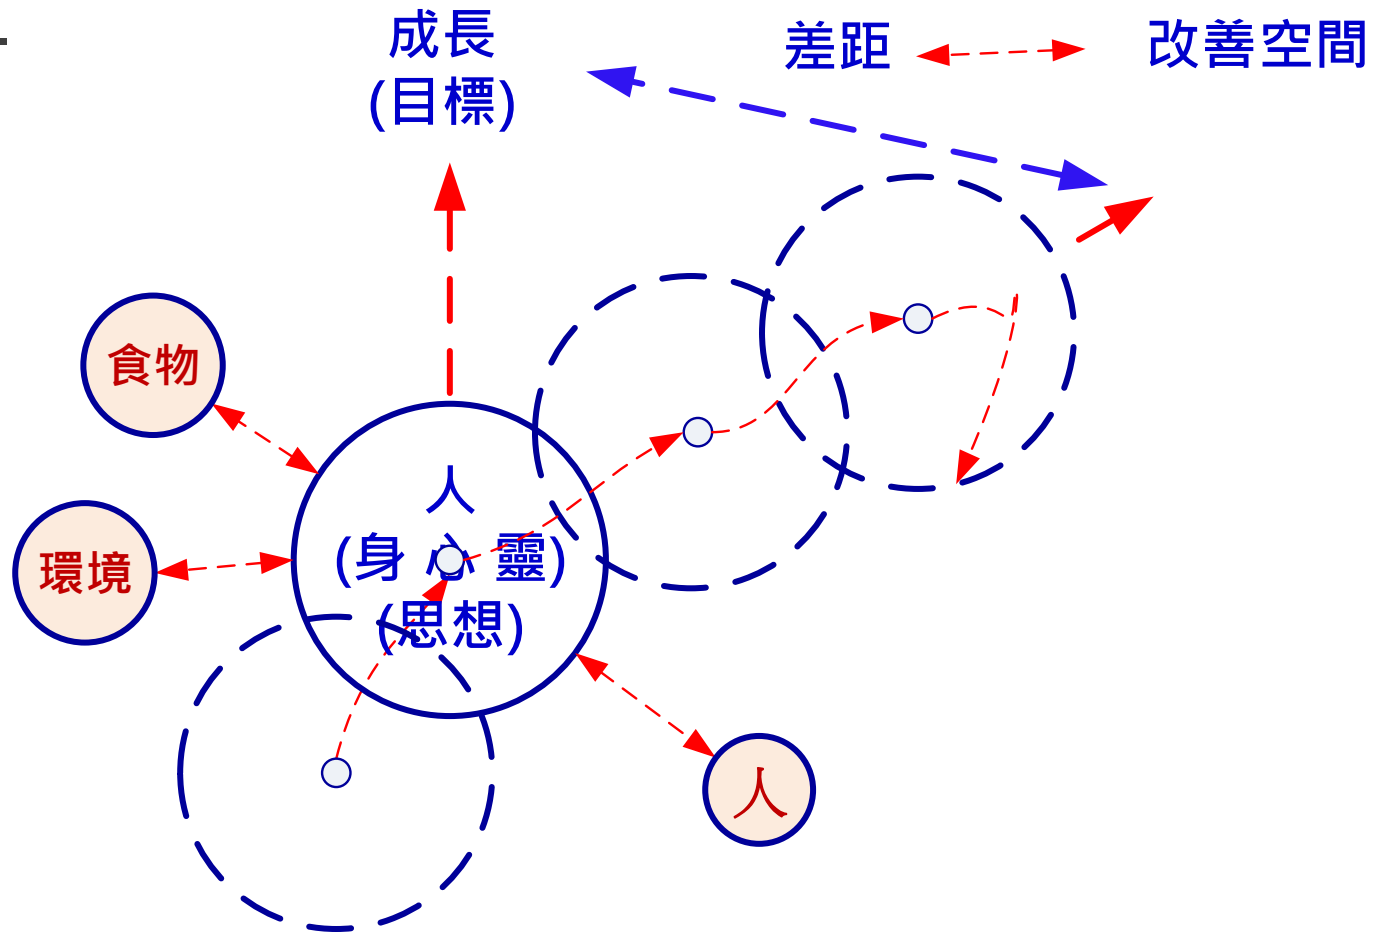 成長
(目標)
差距
改善空間
食物
環境
人
(身 心 靈)
(思想)
人